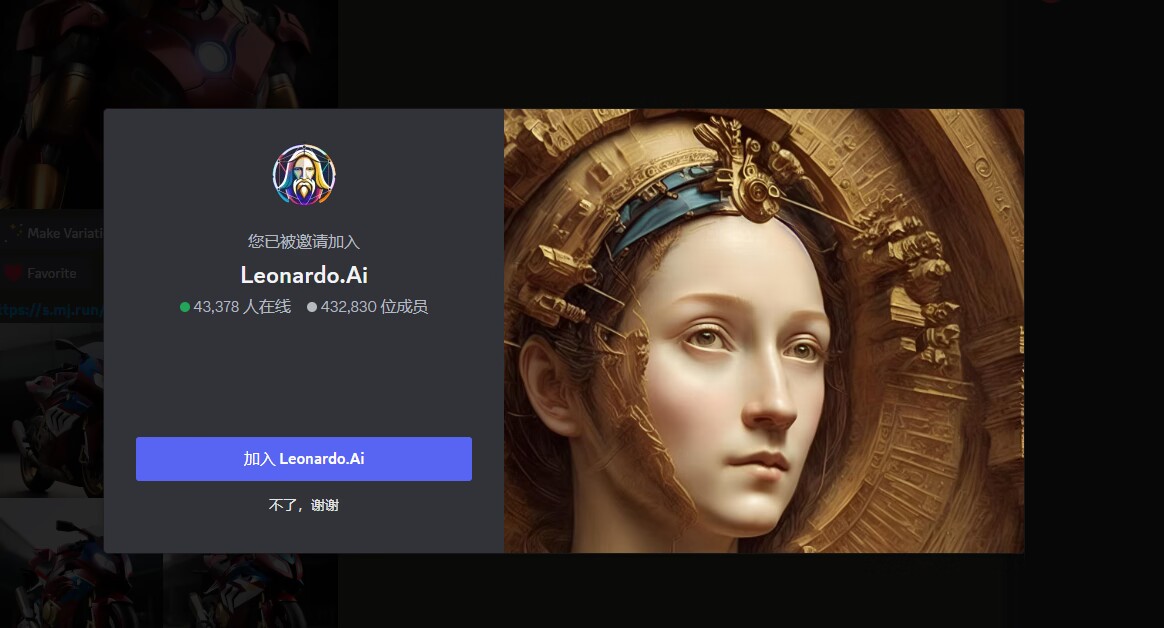 您已被邀请加入
Leonardo.Ai
43,378 人在线 432,830 位成员
加入 Leonardo.Ai
不了，谢谢
Make Variati
Favorite
ttps://s.mj.run/